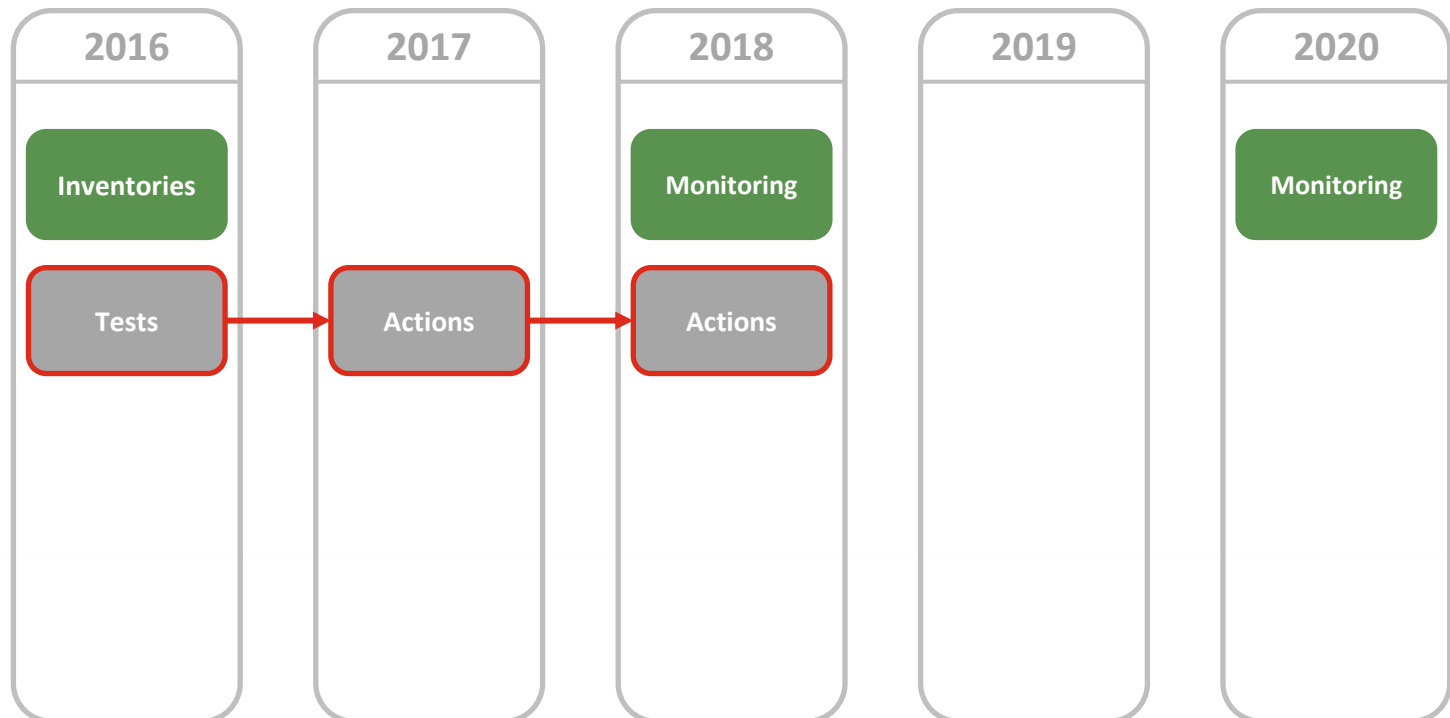 2016
2017
2018
2019
2020
Inventories
Monitoring
Monitoring
Tests
Actions
Actions